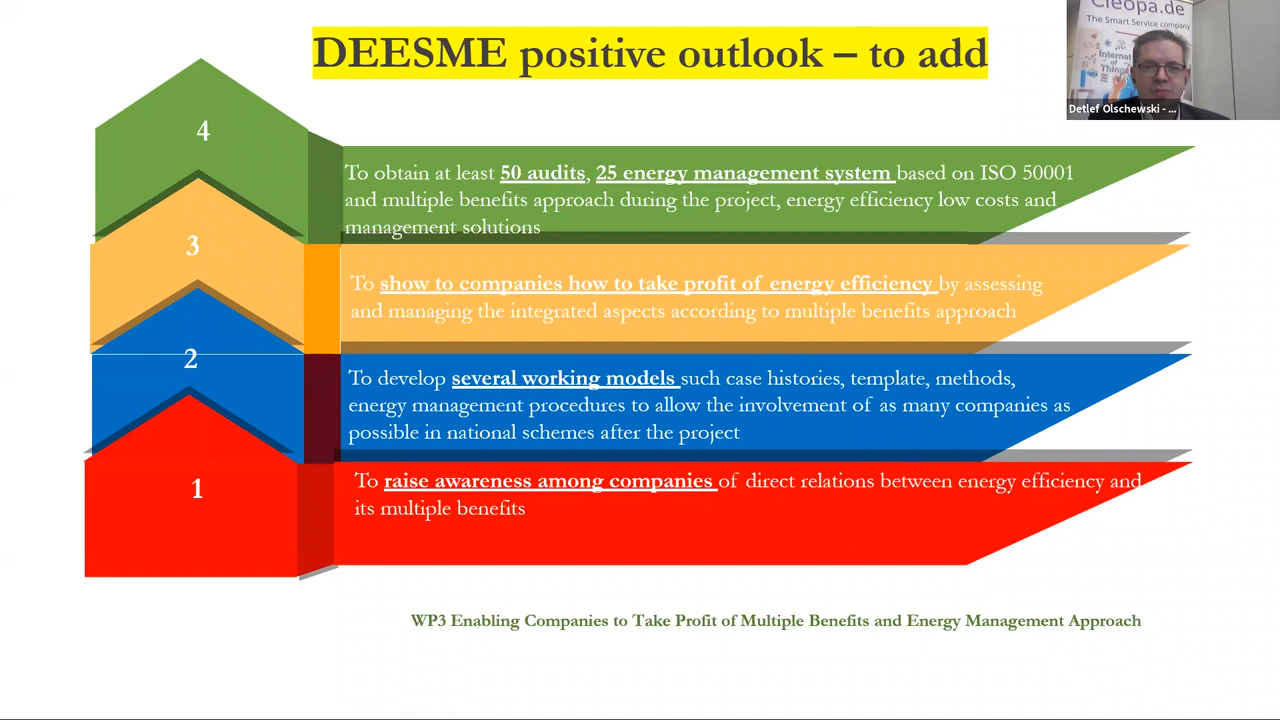 DEESME positive outlook – to add
Cleopa.de
The Smart Service company
Internet
of
Things
Detlef Olschewski - ...
4
To obtain at least 50 audits, 25 energy management system based on ISO 50001
and multiple benefits approach during the project, energy efficiency low costs and
management solutions
3
To show to companies how to take profit of energy efficiency by assessing
and managing the integrated aspects according to multiple benefits approach
2
To develop several working models such case histories, template, methods,
energy management procedures to allow the involvement of as many companies as
possible in national schemes after the project
1
To raise awareness among companies of direct relations between energy efficiency and
its multiple benefits
WP3 Enabling Companies to Take Profit of Multiple Benefits and Energy Management Approach